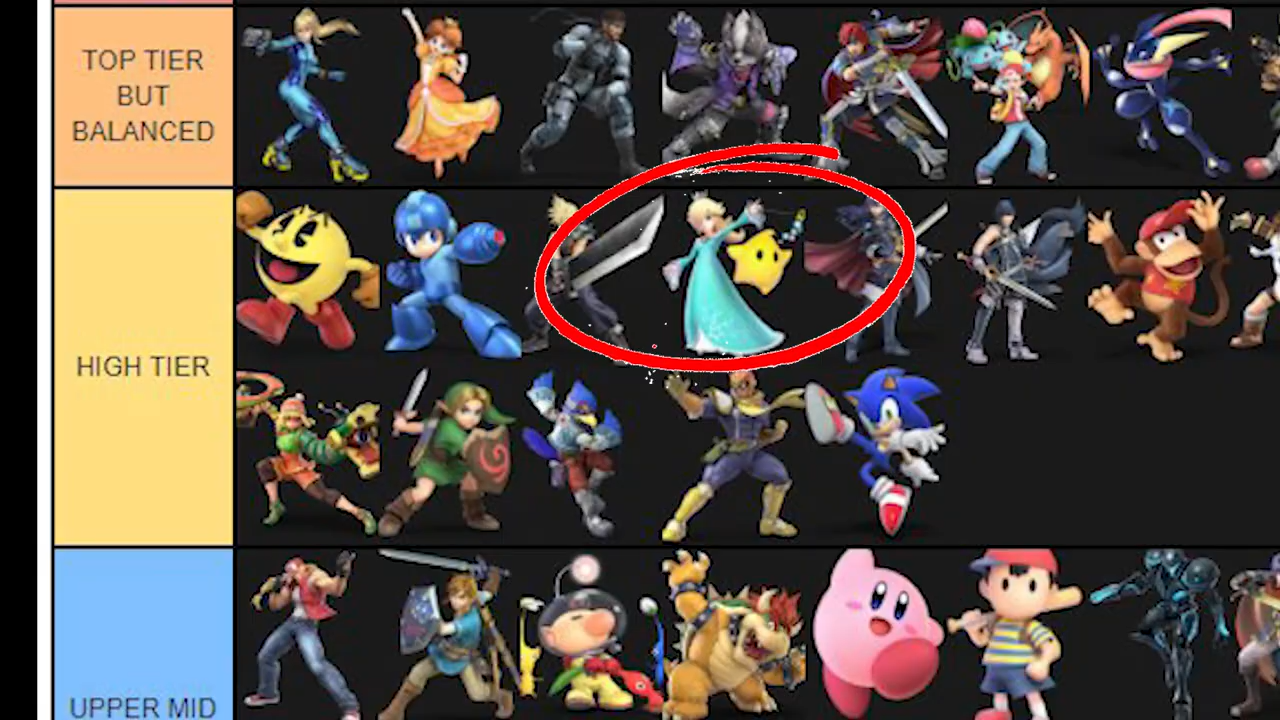 TOP TIER
BUT
BALANCED
HIGH TIER
UPPER MID